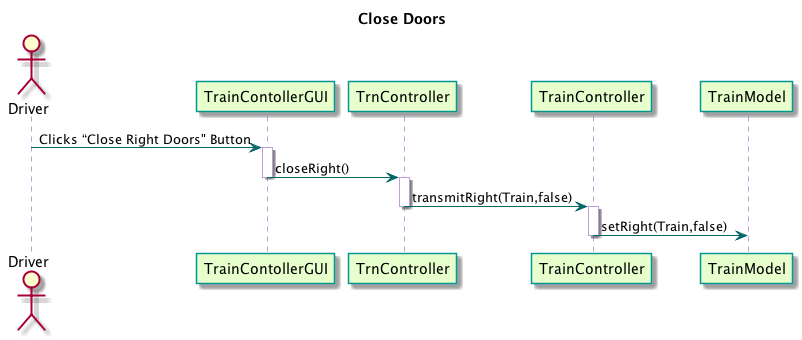 Close Doors
Driver
TrainContollerGUI
TrnController
TrainController
TrainModel
Clicks “Close Right Doors” Button
closeRight()
transmitRight(Train,false)
setRight(Train,false)
Driver
TrainContollerGUI
TrnController
TrainController
TrainModel